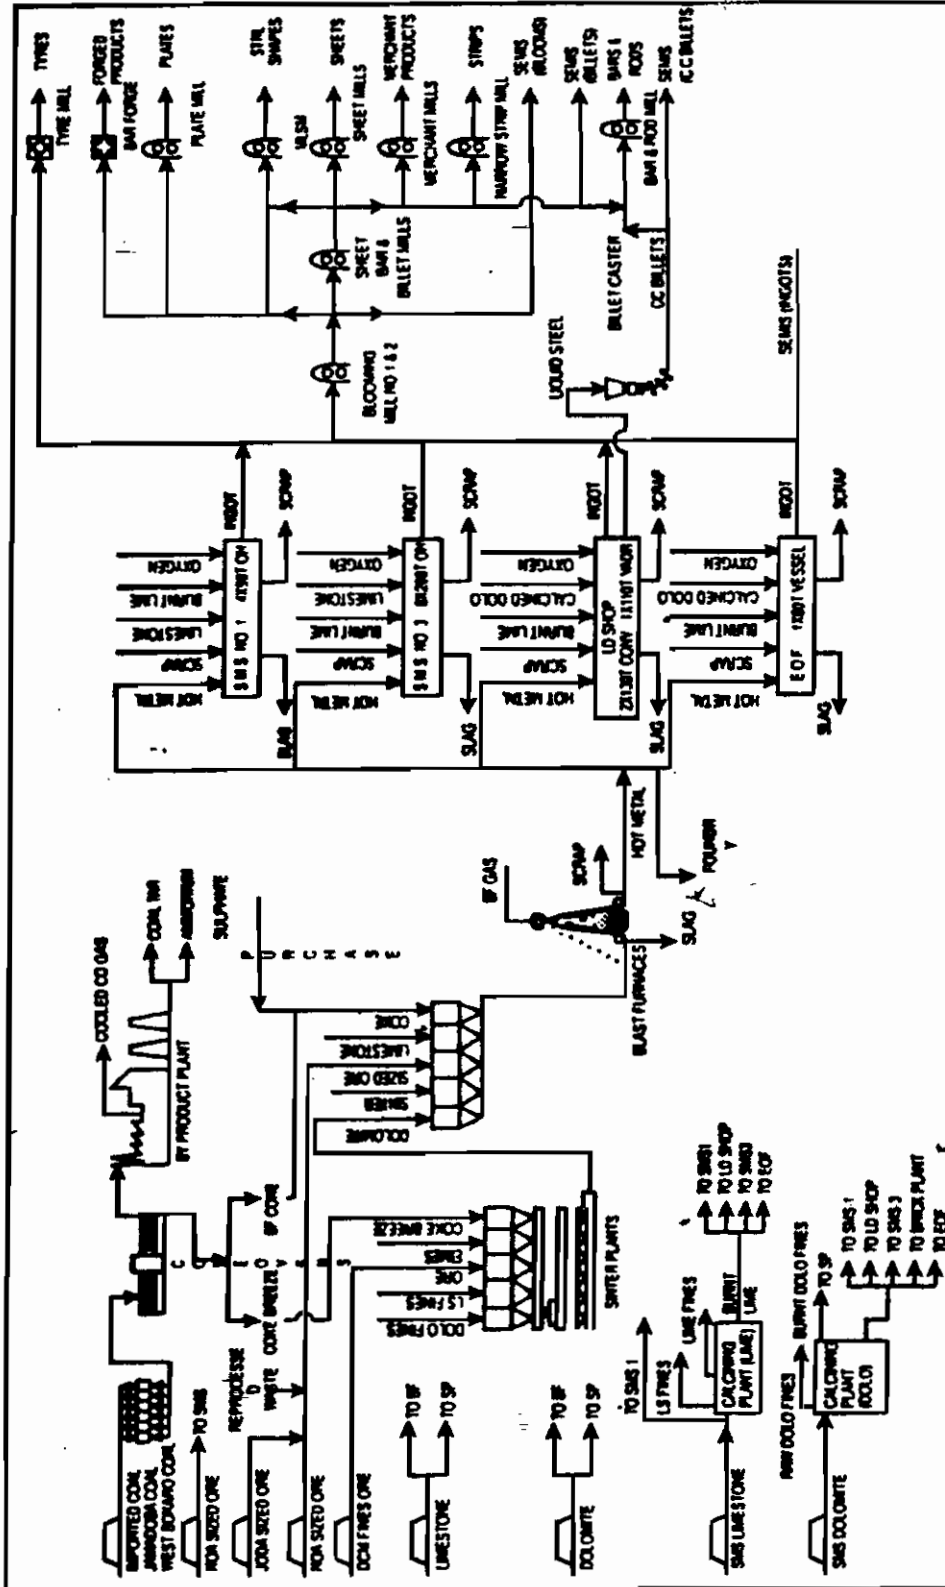 IMPORTED COAL
JAMADOBA COAL
WEST BOKARO COAL
NOA SIZED ORE
TO SMS
JODA SIZED ORE
REPROCESSE
D
WASTE
NOA SIZED ORE
LIMESTONE
TO BF
TO SP
DOLOMITE
TO BF
TO SP
SMS LIMESTONE
TO SMS 1
LS FINES
LIME FINES
CALCINING
PLANT (LIME)
BURNT
LIME
TO SMS1
TO LD SHOP
TO SMS3
TO EOF
SMS DOLOMITE
RAW DOLO FINES
BURNT DOLO FINES
CALCINING
PLANT
(DOLO)
TO SP
TO SMS 1
TO LD SHOP
TO SMS 3
TO BRICK PLANT
TO EOF
COOLED CO GAS
COAL TAR
SULPHATE
BY PRODUCT PLANT
COKE BREEZE
BF COKE
P U R C H A S E
DOLO FINES
LS FINES
ORE
FINES
COKE BREEZE
SINTER PLANTS
DOLOMITE
SINTER
SIZED ORE
LIMESTONE
COKE
BF GAS
SCRAP
BLAST FURNACES
SLAG
HOT METAL
HOT METAL
SCRAP
LIMESTONE
BURNT LIME
OXYGEN
S M S NO 1
INGOT
SLAG
SCRAP
HOT METAL
SCRAP
BURNT LIME
LIMESTONE
OXYGEN
S M S NO 3
INGOT
SLAG
SCRAP
HOT METAL
SCRAP
BURNT LIME
CALCINED DOLO
OXYGEN
LD SHOP
INGOT
SLAG
SCRAP
HOT METAL
SCRAP
BURNT LIME
CALCINED DOLO
OXYGEN
E O F 1X80T VESSEL
INGOT
SLAG
SCRAP
LIQUID STEEL
BILLET CASTER
CC BILLETS
SEMIS (INGOTS)
BLOOMING
MILL NO 1 & 2
SHEET
BAR &
BILLET MILLS
TYRE MILL
TYRES
BAR FORGE
FORGED
PRODUCTS
PLATE MILL
PLATES
STRL
SHAPES
SHEET MILLS
SHEETS
MERCHANT MILLS
MERCHANT
PRODUCTS
NARROW STRIP MILL
STRIPS
SEMIS
(BLOOMS)
SEMIS
(BILLETS)
BAR & ROD MILL
BARS &
RODS
SEMIS
(CC BILLETS)